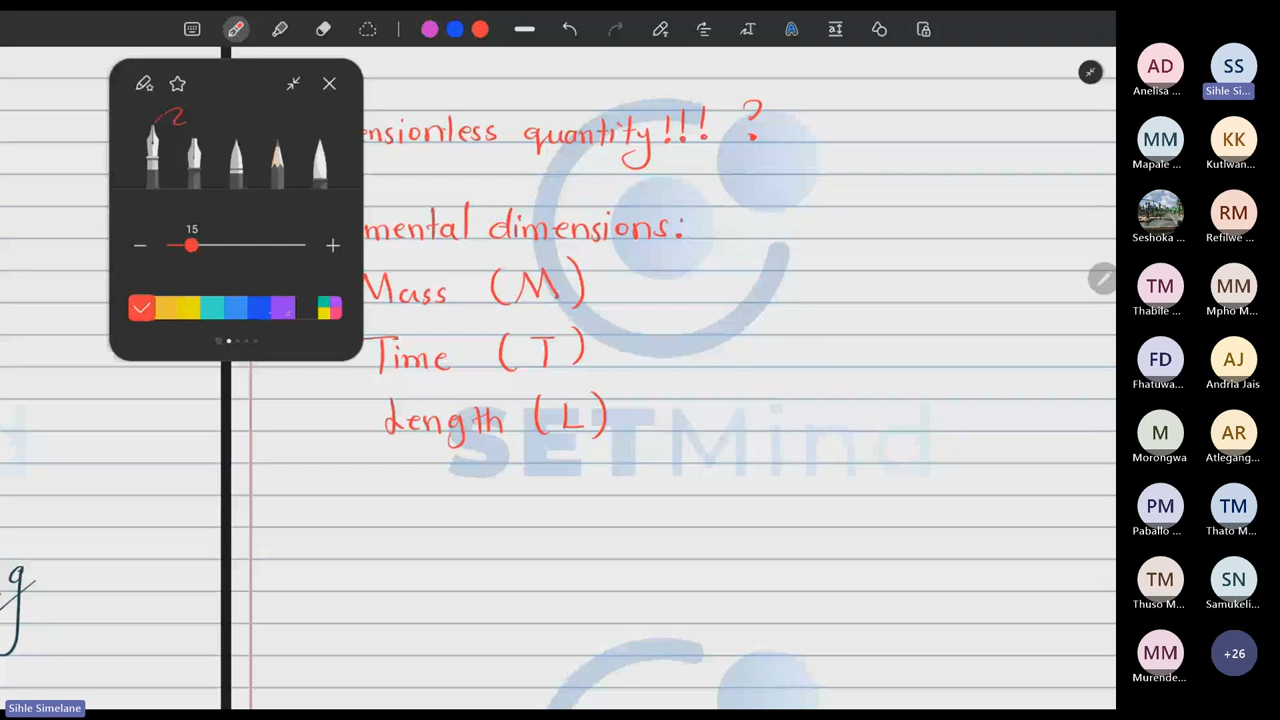 ensionless quantity!!! ?
mental dimensions:
Mass (M)
Time (T)
Length (L)
SETMind
15
g
AD
Anelisa ...
SS
Sihle Si...
MM
Mapale ...
KK
Kutlwan...
Seshoka ...
RM
Refilwe ...
TM
Thabile ...
MM
Mpho M...
FD
Fhatuwa...
AJ
Andria Jais
M
Morongwa
AR
Atlegang...
PM
Paballo ...
TM
Thato M...
TM
Thuso M...
SN
Samukeli...
MM
Murende...
+26
Sihle Simelane